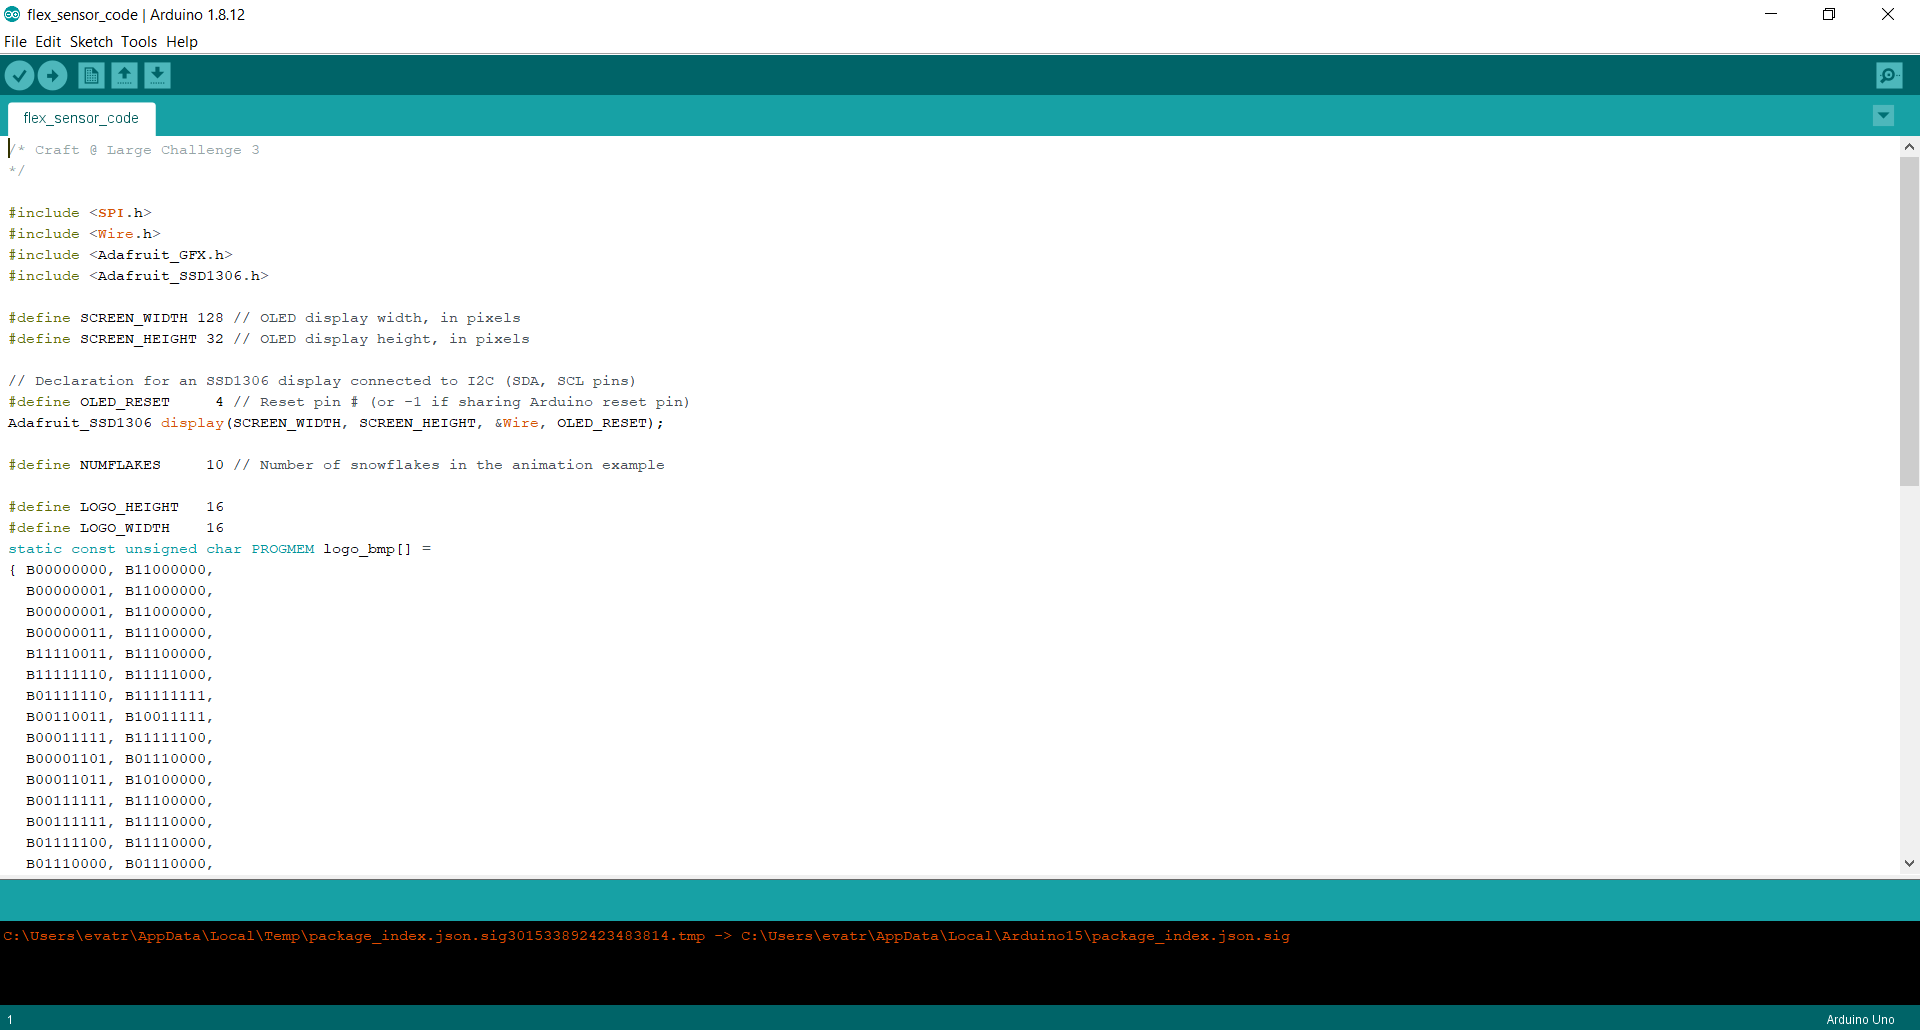 flex_sensor_code | Arduino 1.8.12
File Edit Sketch Tools Help
flex_sensor_code
/* Craft @ Large Challenge 3
*/
#include <SPI.h>
#include <Wire.h>
#include <Adafruit_GFX.h>
#include <Adafruit_SSD1306.h>
#define SCREEN_WIDTH 128 // OLED display width, in pixels
#define SCREEN_HEIGHT 32 // OLED display height, in pixels
// Declaration for an SSD1306 display connected to I2C (SDA, SCL pins)
#define OLED_RESET     4 // Reset pin # (or -1 if sharing Arduino reset pin)
Adafruit_SSD1306 display(SCREEN_WIDTH, SCREEN_HEIGHT, &Wire, OLED_RESET);
#define NUMFLAKES     10 // Number of snowflakes in the animation example
#define LOGO_HEIGHT   16
#define LOGO_WIDTH    16
static const unsigned char PROGMEM logo_bmp[] =
{ B00000000, B11000000,
  B00000001, B11000000,
  B00000001, B11000000,
  B00000011, B11100000,
  B11110011, B11100000,
  B11111110, B11111000,
  B01111110, B11111111,
  B00110011, B10011111,
  B00011111, B11111100,
  B00001101, B01110000,
  B00011011, B10100000,
  B00111111, B11100000,
  B00111111, B11110000,
  B01111100, B11110000,
  B01110000, B01110000,
C:\Users\evatr\AppData\Local\Temp\package_index.json.sig301533892423483814.tmp -> C:\Users\evatr\AppData\Local\Arduino15\package_index.json.sig
1
Arduino Uno